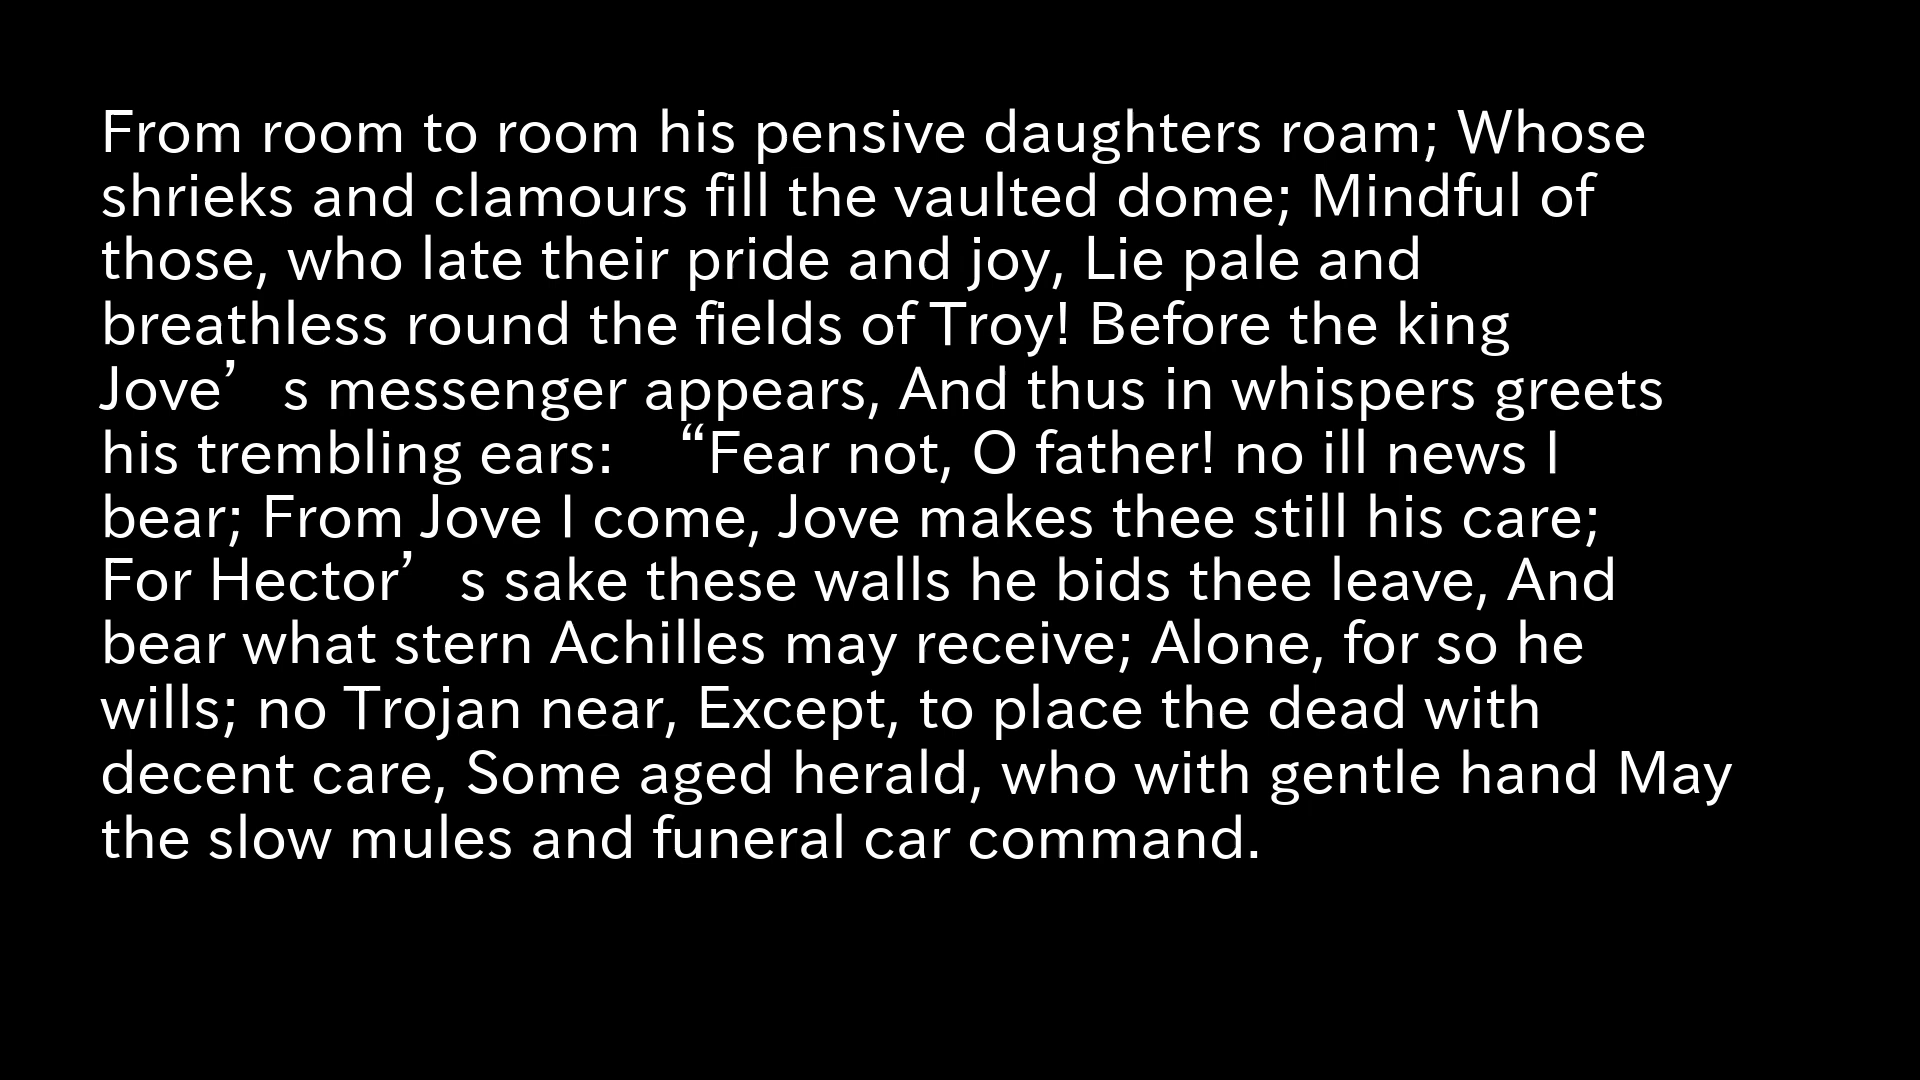 From room to room his pensive daughters roam; Whose
shrieks and clamours fill the vaulted dome; Mindful of
those, who late their pride and joy, Lie pale and
breathless round the fields of Troy! Before the king
Jove’s messenger appears, And thus in whispers greets
his trembling ears: “Fear not, O father! no ill news I
bear; From Jove I come, Jove makes thee still his care;
For Hector’s sake these walls he bids thee leave, And
bear what stern Achilles may receive; Alone, for so he
wills; no Trojan near, Except, to place the dead with
decent care, Some aged herald, who with gentle hand May
the slow mules and funeral car command.